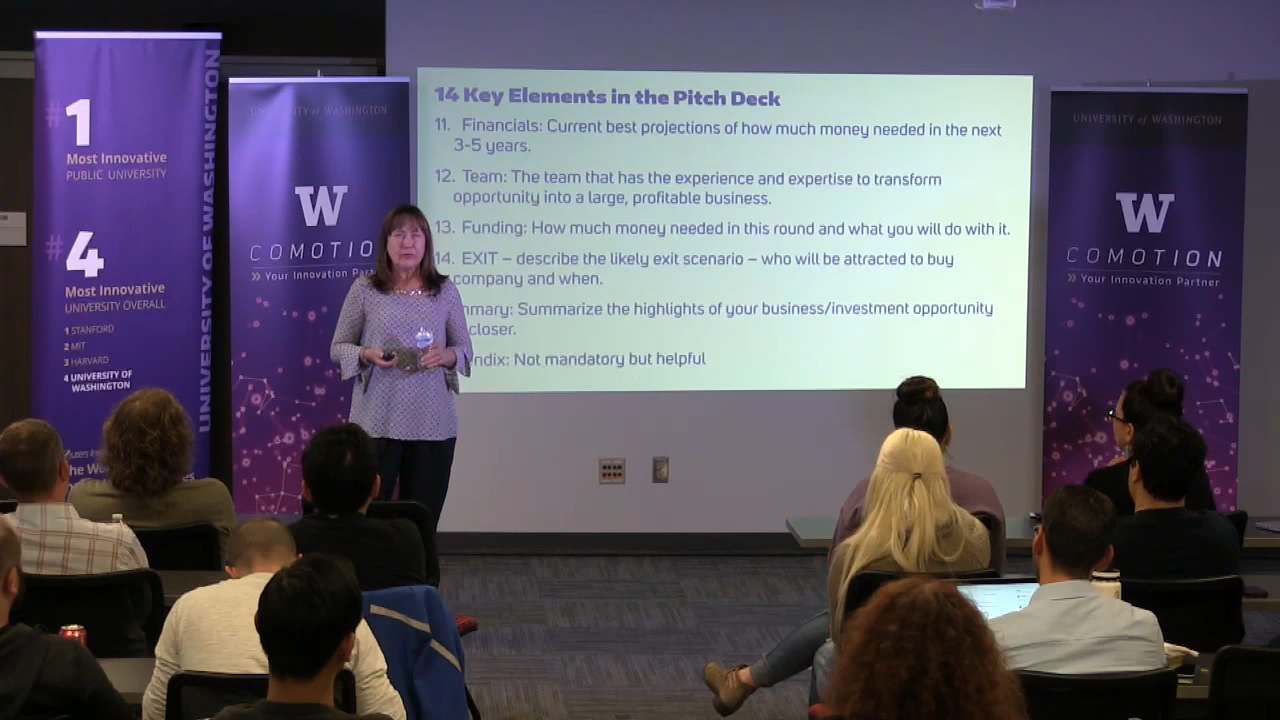 #1
Most Innovative
PUBLIC UNIVERSITY
#4
Most Innovative
UNIVERSITY OVERALL
1 STANFORD
2 MIT
3 HARVARD
4 UNIVERSITY OF
WASHINGTON
UNIVERSITY OF WASHINGTON
UNIVERSITY of WASHINGTON
W
COMOTION
» Your Innovation
14 Key Elements in the Pitch Deck
11. Financials: Current best projections of how much money needed in the next
3-5 years.
12. Team: The team that has the experience and expertise to transform
opportunity into a large, profitable business.
13. Funding: How much money needed in this round and what you will do with it.
14. EXIT – describe the likely exit scenario – who will be attracted to buy
company and when.
Summarize the highlights of your business/investment opportunity
closer.
Not mandatory but helpful
UNIVERSITY of WASHINGTON
W
COMOTION
» Your Innovation Partner